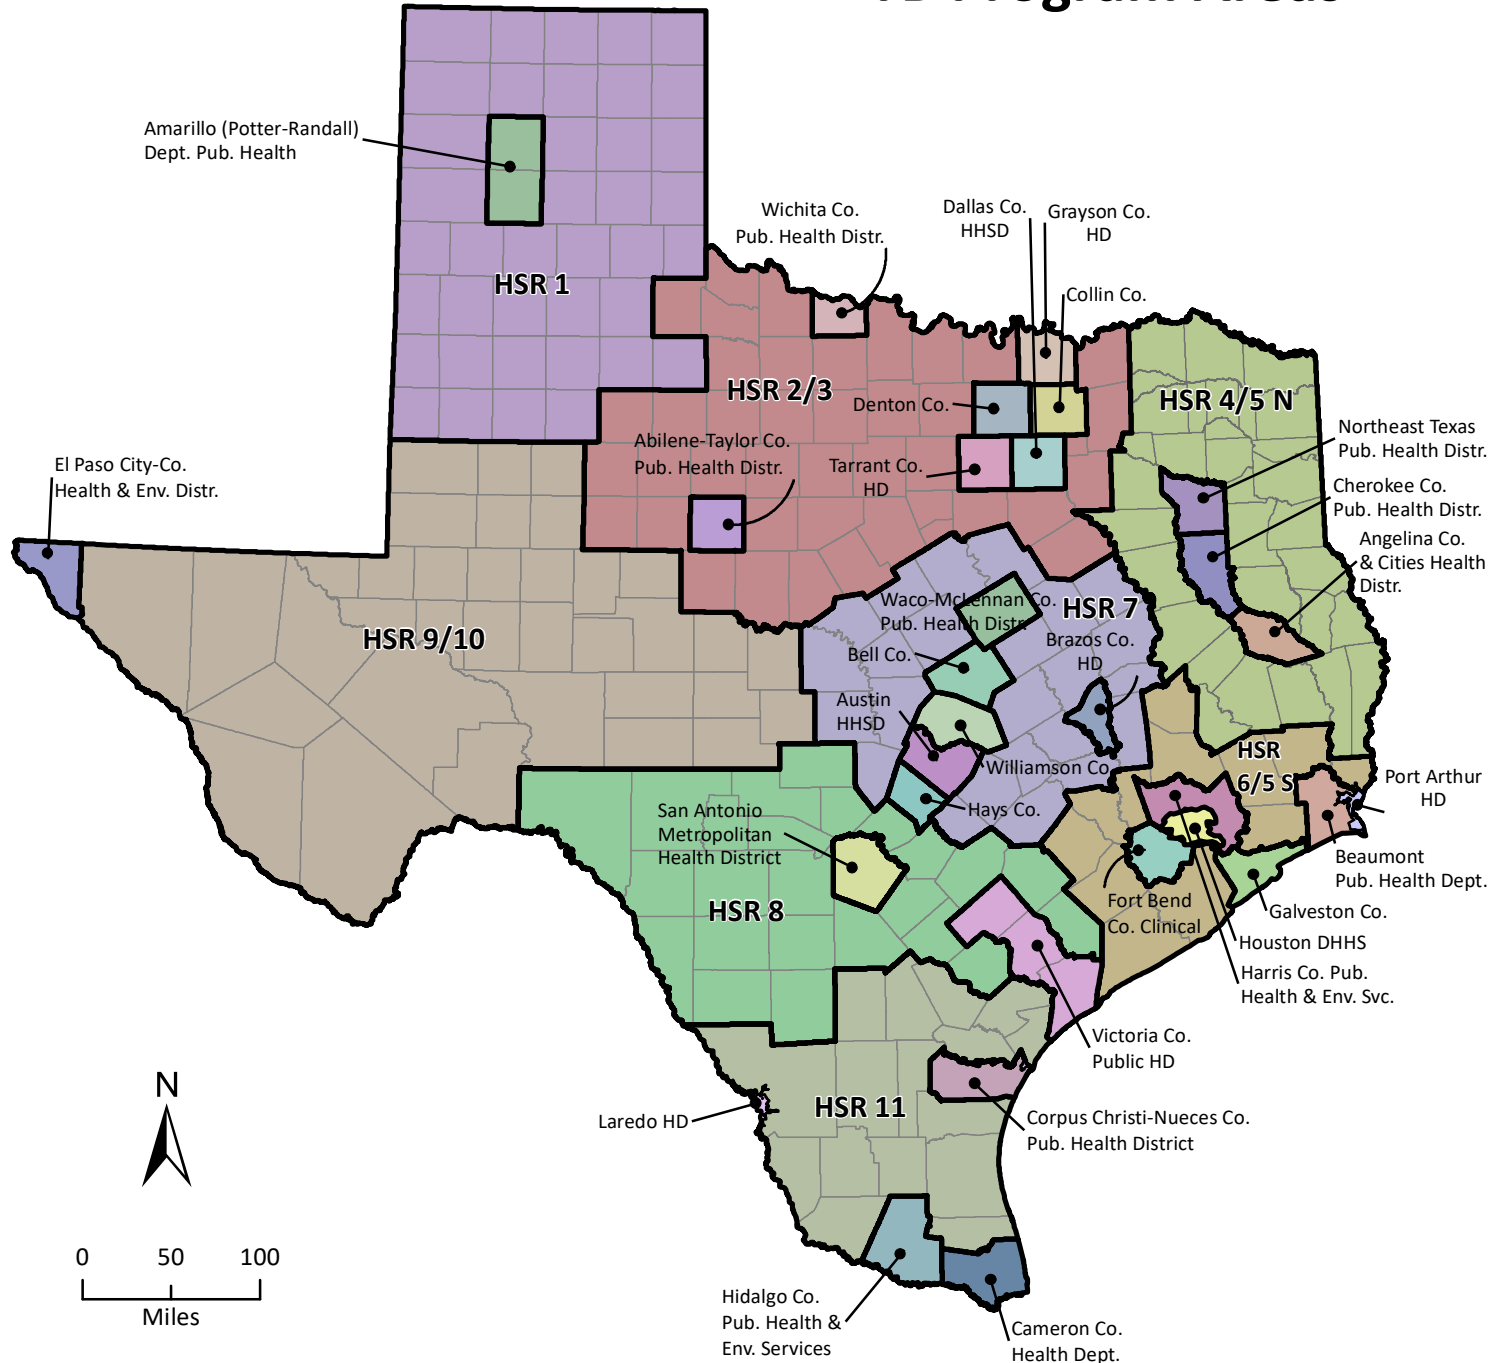 Amarillo (Potter-Randall)
Dept. Pub. Health
HSR 1
Wichita Co.
Pub. Health Distr.
Dallas Co.
HHSD
Grayson Co.
HD
Collin Co.
HSR 2/3
Denton Co.
HSR 4/5 N
Abilene-Taylor Co.
Pub. Health Distr.
Tarrant Co.
HD
Northeast Texas
Pub. Health Distr.
El Paso City-Co.
Health & Env. Distr.
Cherokee Co.
Pub. Health Distr.
Angelina Co.
& Cities Health
Distr.
Waco-McLennan Co.
Pub. Health Distr.
HSR 7
HSR 9/10
Brazos Co.
HD
Bell Co.
Austin
HHSD
Williamson Co.
Hays Co.
HSR
6/5 S
Port Arthur
HD
San Antonio
Metropolitan
Health District
Beaumont
Pub. Health Dept.
HSR 8
Fort Bend
Co. Clinical
Galveston Co.
Houston DHHS
Harris Co. Pub.
Health & Env. Svc.
Victoria Co.
Public HD
N
Laredo HD
HSR 11
Corpus Christi-Nueces Co.
Pub. Health District
0 50 100
Miles
Hidalgo Co.
Pub. Health &
Env. Services
Cameron Co.
Health Dept.